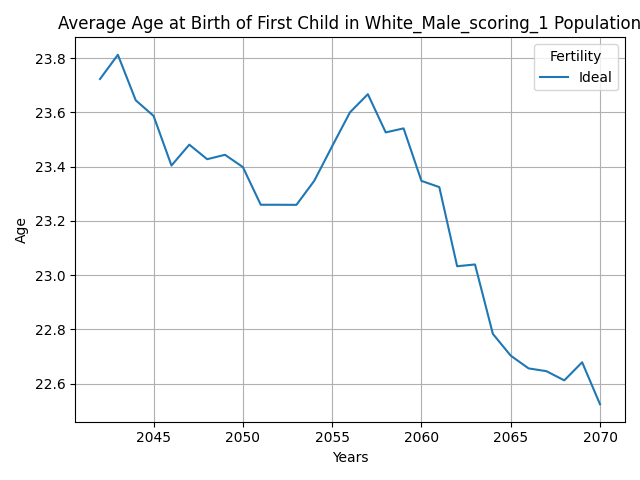 Average Age at Birth of First Child in White_Male_scoring_1 Population
Fertility
Ideal
Age
23.8
23.6
23.4
23.2
23.0
22.8
22.6
2045 2050 2055 2060 2065 2070
Years